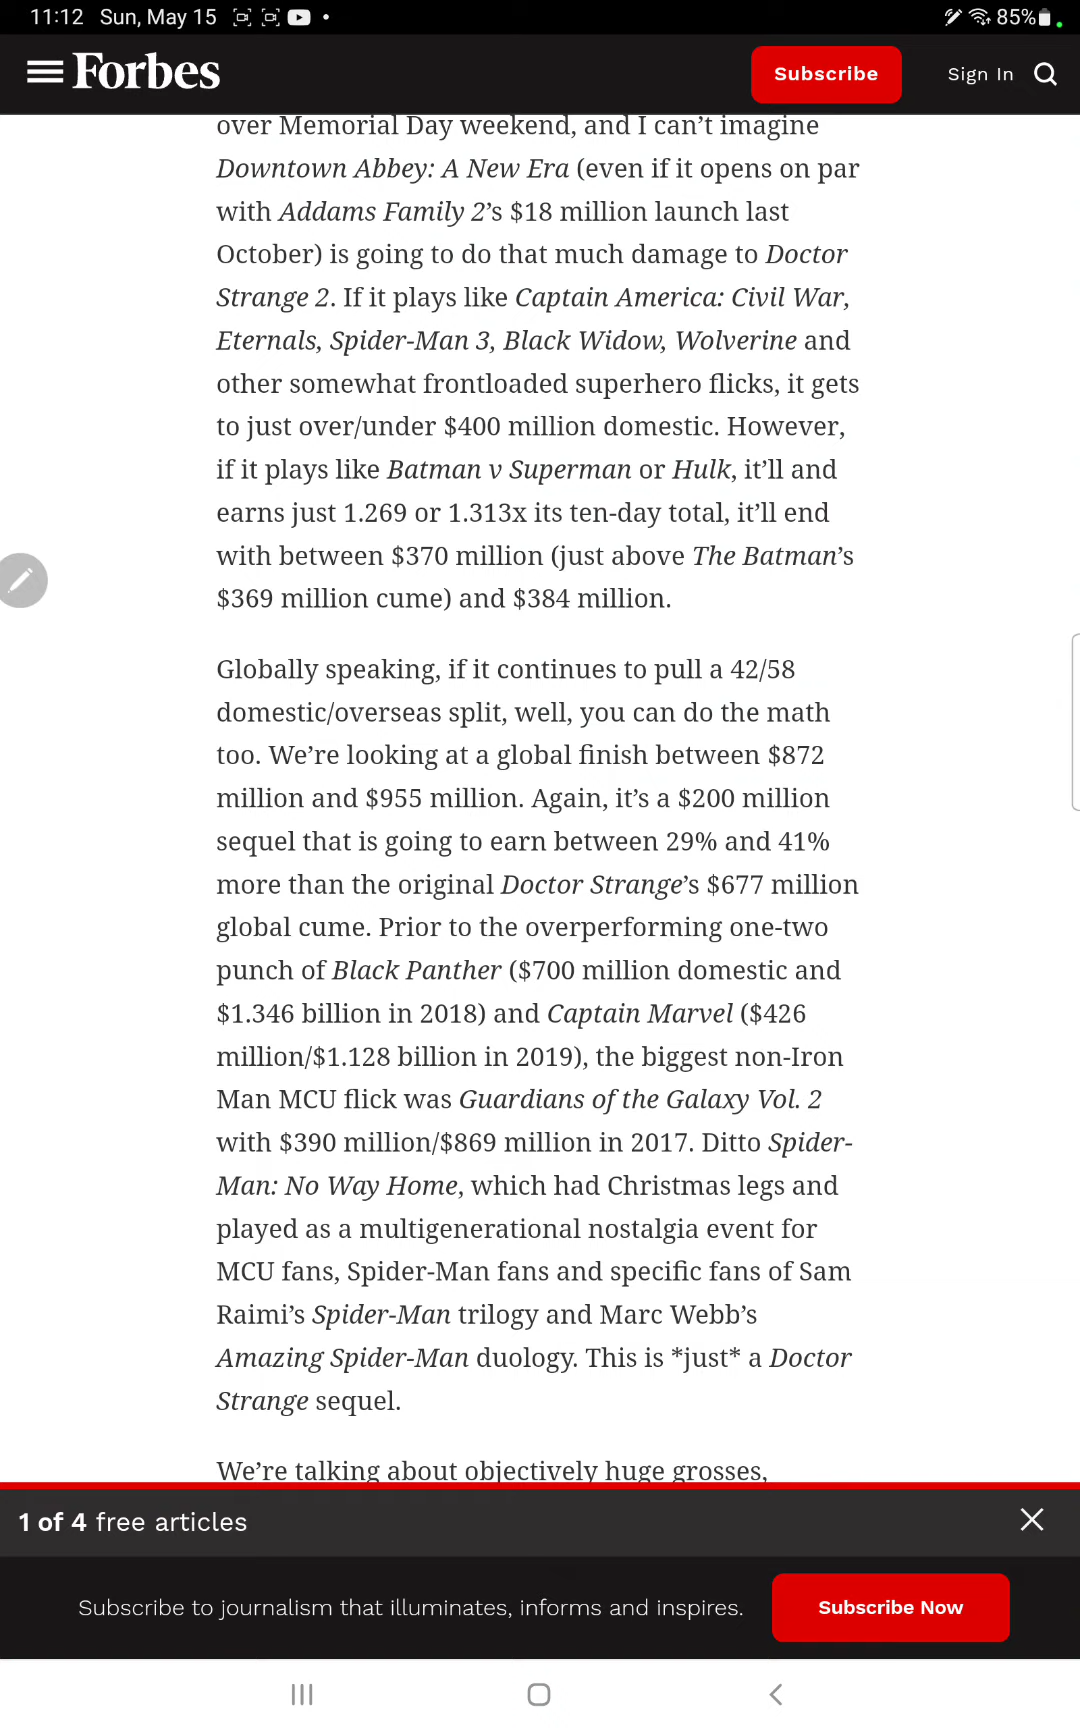 11:12 Sun, May 15
85%
Forbes
Subscribe
Sign In
over Memorial Day weekend, and I can’t imagine
Downtown Abbey: A New Era (even if it opens on par
with Addams Family 2’s $18 million launch last
October) is going to do that much damage to Doctor
Strange 2. If it plays like Captain America: Civil War,
Eternals, Spider-Man 3, Black Widow, Wolverine and
other somewhat frontloaded superhero flicks, it gets
to just over/under $400 million domestic. However,
if it plays like Batman v Superman or Hulk, it’ll and
earns just 1.269 or 1.313x its ten-day total, it’ll end
with between $370 million (just above The Batman’s
$369 million cume) and $384 million.
Globally speaking, if it continues to pull a 42/58
domestic/overseas split, well, you can do the math
too. We’re looking at a global finish between $872
million and $955 million. Again, it’s a $200 million
sequel that is going to earn between 29% and 41%
more than the original Doctor Strange’s $677 million
global cume. Prior to the overperforming one-two
punch of Black Panther ($700 million domestic and
$1.346 billion in 2018) and Captain Marvel ($426
million/$1.128 billion in 2019), the biggest non-Iron
Man MCU flick was Guardians of the Galaxy Vol. 2
with $390 million/$869 million in 2017. Ditto Spider-
Man: No Way Home, which had Christmas legs and
played as a multigenerational nostalgia event for
MCU fans, Spider-Man fans and specific fans of Sam
Raimi’s Spider-Man trilogy and Marc Webb’s
Amazing Spider-Man duology. This is *just* a Doctor
Strange sequel.
We’re talking about objectively huge grosses,
1 of 4 free articles
Subscribe to journalism that illuminates, informs and inspires.
Subscribe Now